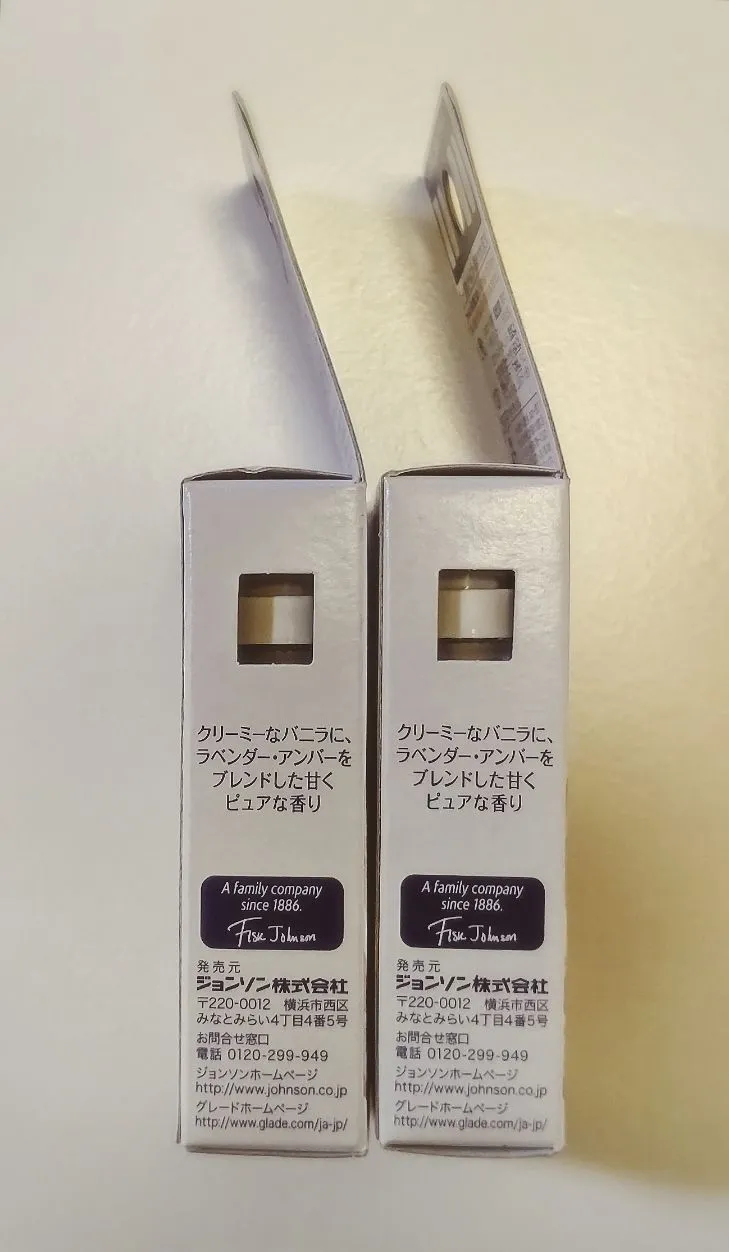 クリーミーなバニラに、
ラベンダー・アンバーを
ブレンドした甘く
ピュアな香り
A family company
since 1886.
Fisk Johnson
発売元
ジョンソン株式会社
〒220-0012 横浜市西区
みなとみらい4丁目4番5号
お問合せ窓口
電話 0120-299-949
ジョンソンホームページ
http://www.johnson.co.jp
グレードホームページ
http://www.glade.com/ja-jp/
クリーミーなバニラに、
ラベンダー・アンバーを
ブレンドした甘く
ピュアな香り
A family company
since 1886.
Fisk Johnson
発売元
ジョンソン株式会社
〒220-0012 横浜市西区
みなとみらい4丁目4番5号
お問合せ窓口
電話 0120-299-949
ジョンソンホームページ
http://www.johnson.co.jp
グレードホームページ
http://www.glade.com/ja-jp/